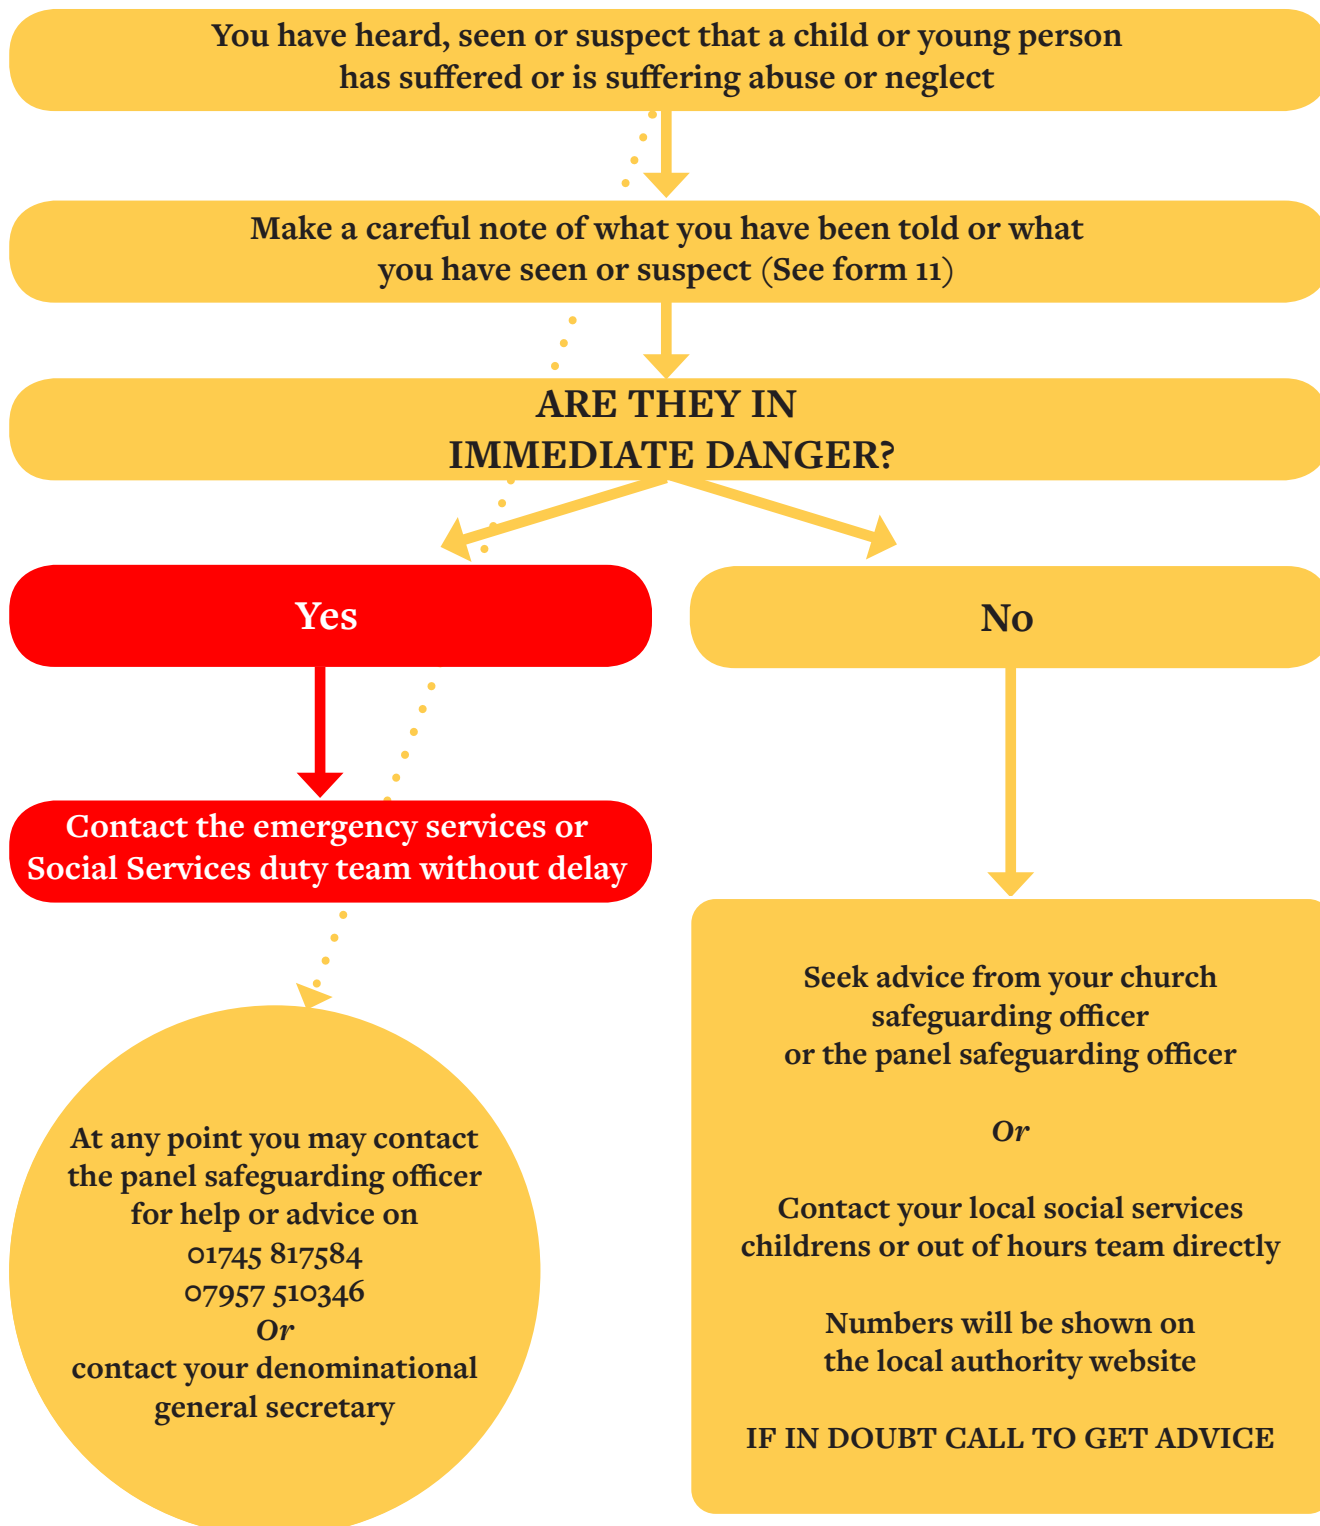 You have heard, seen or suspect that a child or young person
has suffered or is suffering abuse or neglect
Make a careful note of what you have been told or what
you have seen or suspect (See form 11)
ARE THEY IN
IMMEDIATE DANGER?
Yes
No
Contact the emergency services or
Social Services duty team without delay
At any point you may contact
the panel safeguarding officer
for help or advice on
01745 817584
07957 510346
Or
contact your denominational
general secretary
Seek advice from your church
safeguarding officer
or the panel safeguarding officer
Or
Contact your local social services
childrens or out of hours team directly
Numbers will be shown on
the local authority website
IF IN DOUBT CALL TO GET ADVICE